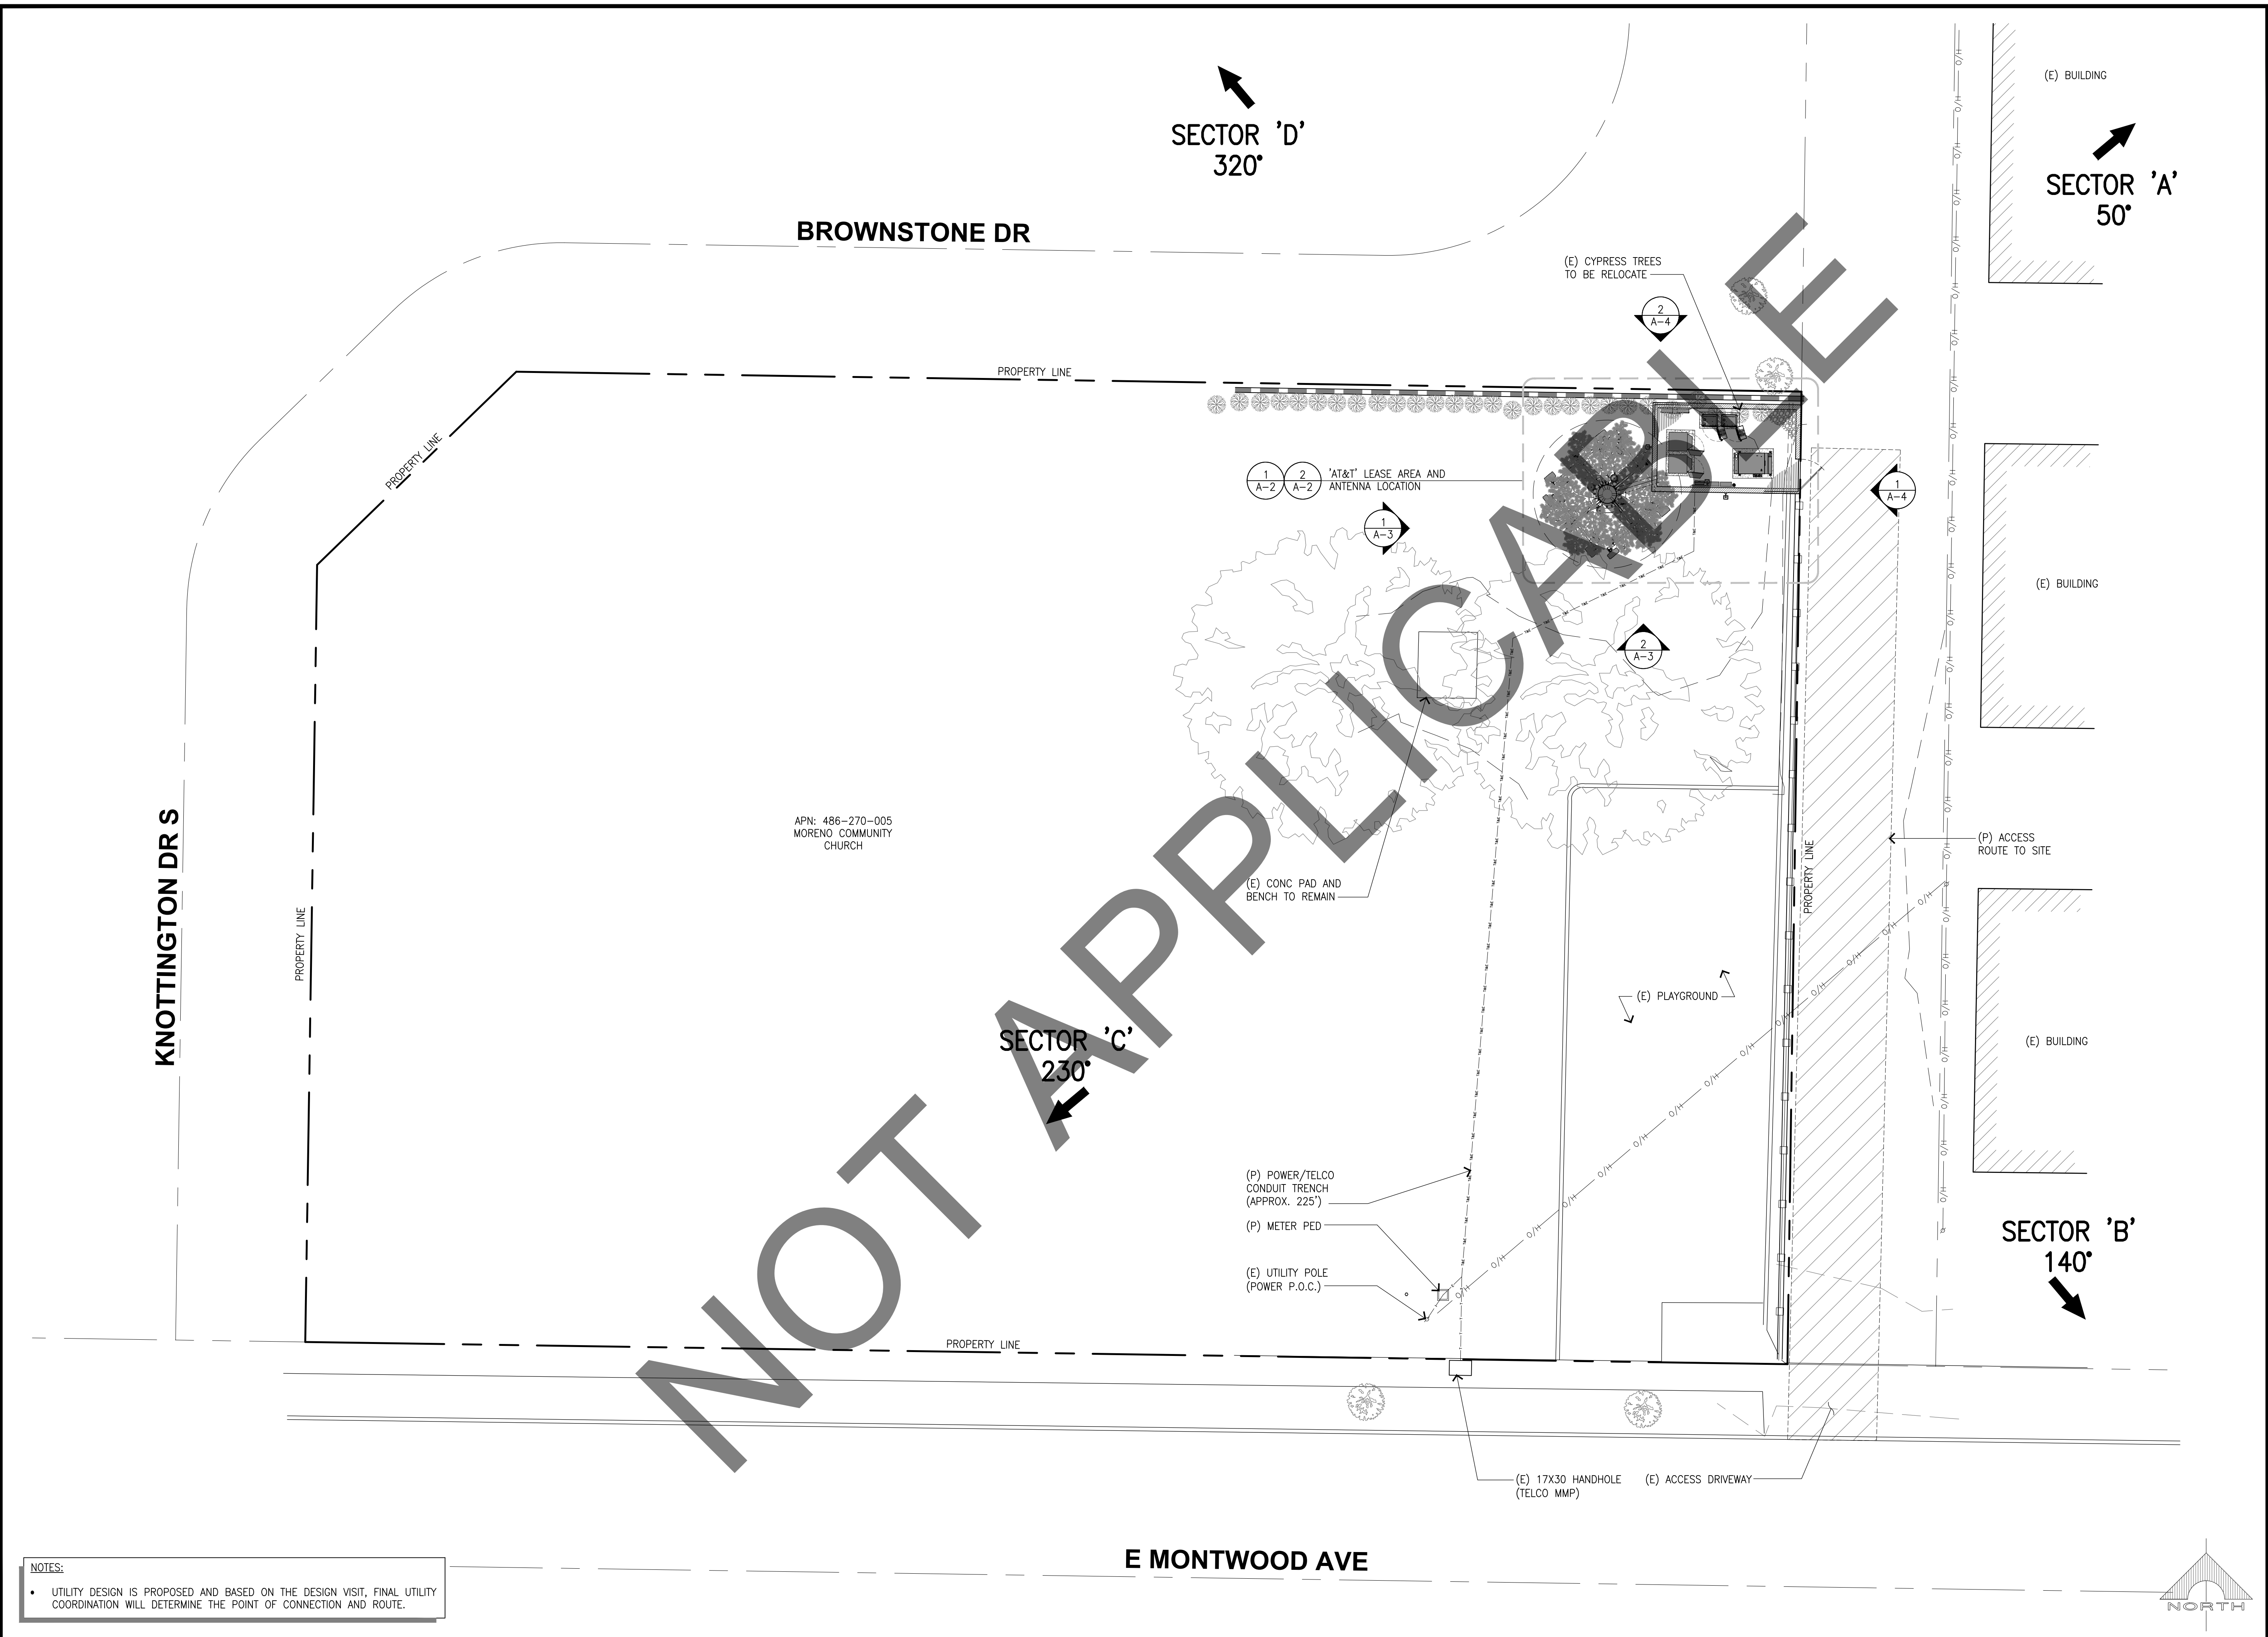 (E) BUILDING
SECTOR 'D'
320°
SECTOR 'A'
50°
BROWNSTONE DR
(E) CYPRESS TREES
TO BE RELOCATE
2
A-4
PROPERTY LINE
PROPERTY LINE
1
A-2
2
A-2
'AT&T' LEASE AREA AND
ANTENNA LOCATION
1
A-4
1
A-3
(E) BUILDING
2
A-3
APN: 486-270-005
MORENO COMMUNITY
CHURCH
KNOTTINGTON DR S
PROPERTY LINE
(E) CONC PAD AND
BENCH TO REMAIN
PROPERTY LINE
(P) ACCESS
ROUTE TO SITE
(E) PLAYGROUND
(E) BUILDING
SECTOR 'C'
230°
NOT APPLICABLE
(P) POWER/TELCO
CONDUIT TRENCH
(APPROX. 225')
(P) METER PED
(E) UTILITY POLE
(POWER P.O.C.)
SECTOR 'B'
140°
PROPERTY LINE
O/H O/H O/H O/H O/H O/H O/H O/H O/H O/H O/H O/H O/H
O/H O/H O/H O/H O/H O/H O/H O/H O/H O/H O/H O/H O/H O/H O/H O/H O/H O/H O/H O/H O/H O/H O/H O/H O/H
(E) 17X30 HANDHOLE
(TELCO MMP)
(E) ACCESS DRIVEWAY
E MONTWOOD AVE
NOTES:
• UTILITY DESIGN IS PROPOSED AND BASED ON THE DESIGN VISIT, FINAL UTILITY
COORDINATION WILL DETERMINE THE POINT OF CONNECTION AND ROUTE.
NORTH